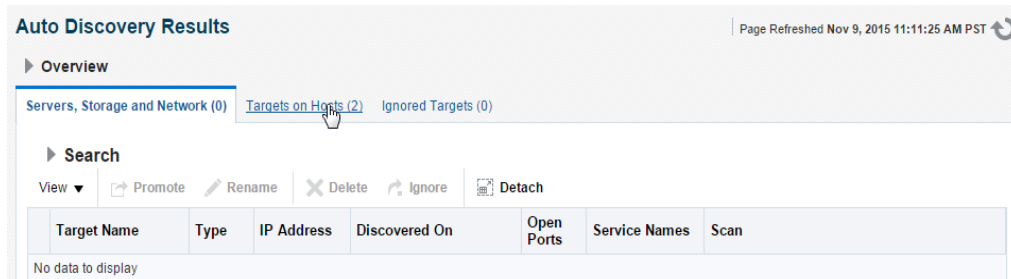 Auto Discovery Results
Page Refreshed Nov 9, 2015 11:11:25 AM PST
Overview
Servers, Storage and Network (0) Targets on Hosts (2) Ignored Targets (0)
Search
View Promote Rename Delete Ignore Detach
Target Name Type IP Address Discovered On Open Ports Service Names Scan
No data to display